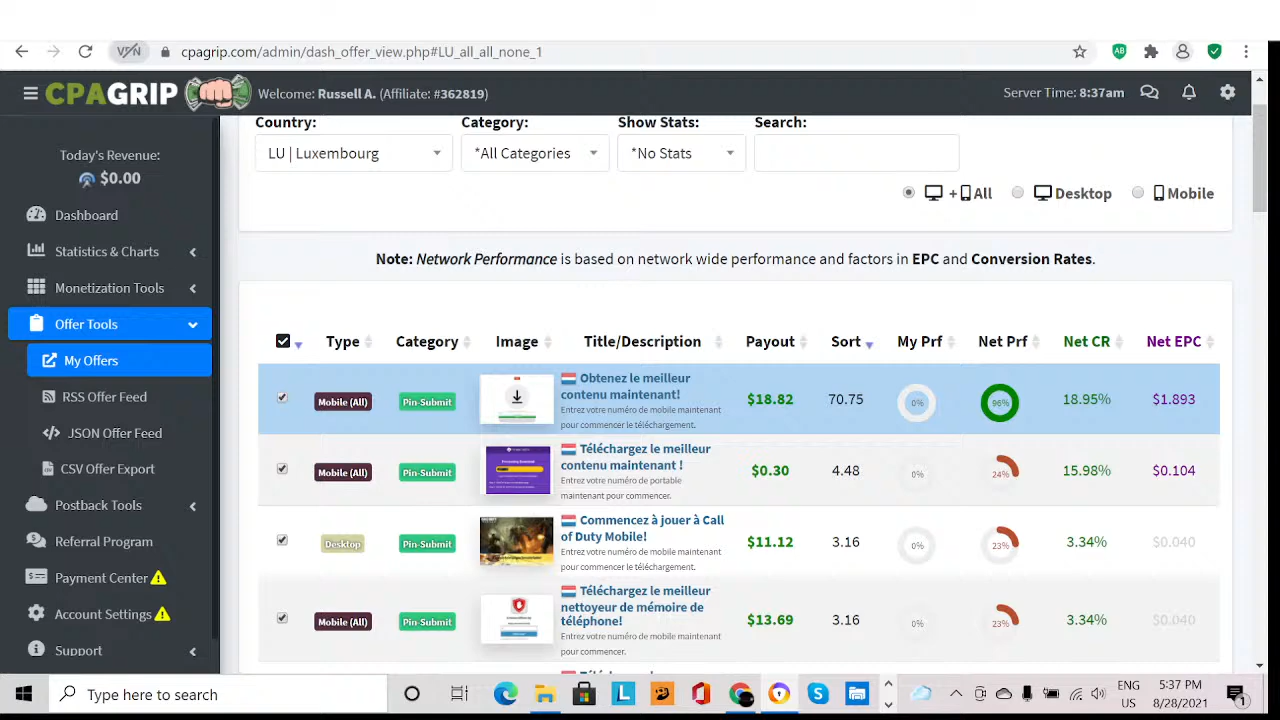 VPN cpagrip.com/admin/dash_offer_view.php#LU_all_all_none_1 AB
CPAGRIP Welcome: Russell A. (Affiliate: #362819) Server Time: 8:37am
Today's Revenue:
$0.00
Dashboard
Statistics & Charts
Monetization Tools
Offer Tools
My Offers
RSS Offer Feed
JSON Offer Feed
CSV Offer Export
Postback Tools
Referral Program
Payment Center
Account Settings
Support
Country: Category: Show Stats: Search:
LU | Luxembourg *All Categories *No Stats
+ All Desktop Mobile
Note: Network Performance is based on network wide performance and factors in EPC and Conversion Rates.
Type Category Image Title/Description Payout Sort My Prf Net Prf Net CR Net EPC
Obtenez le meilleur
contenu maintenant!
Entrez votre numéro de mobile maintenant
pour commencer le téléchargement.
Mobile (All) Pin-Submit $18.82 70.75 0% 96% 18.95% $1.893
Téléchargez le meilleur
contenu maintenant !
Entrez votre numéro de portable
maintenant pour commencer.
Mobile (All) Pin-Submit $0.30 4.48 0% 24% 15.98% $0.104
Commencez à jouer à Call
of Duty Mobile!
Entrez votre numéro de mobile maintenant
pour commencer le téléchargement.
Desktop Pin-Submit $11.12 3.16 0% 23% 3.34% $0.040
Téléchargez le meilleur
nettoyeur de mémoire de
téléphone!
Entrez votre numéro de mobile maintenant
pour commencer.
Mobile (All) Pin-Submit $13.69 3.16 0% 23% 3.34% $0.040
Type here to search
ENG
US
5:37 PM
8/28/2021
1